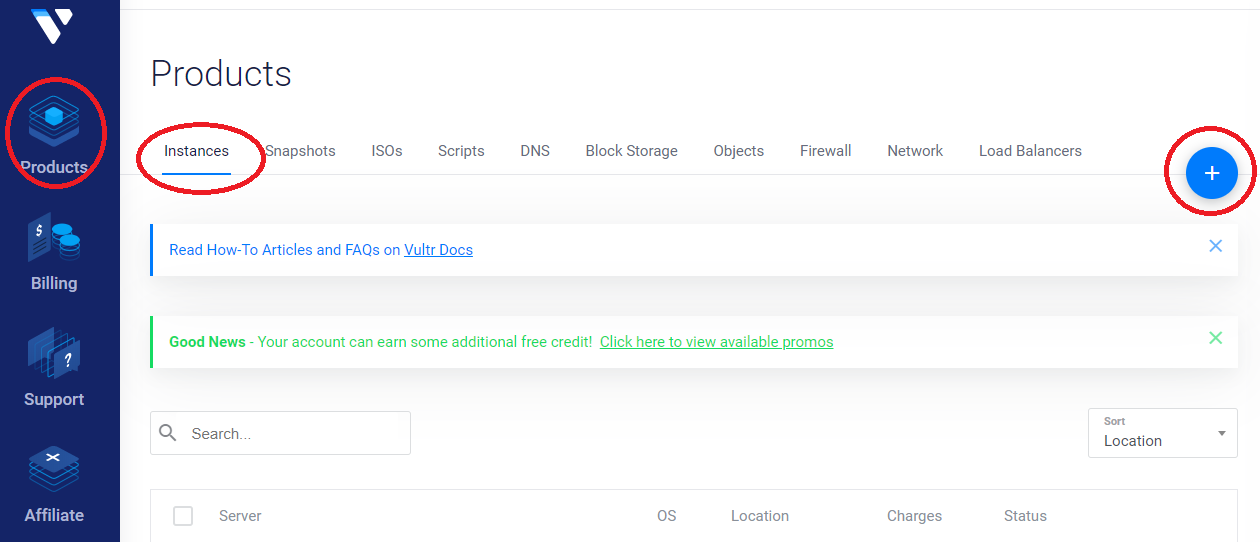 Products
Products
Instances Snapshots ISOs Scripts DNS Block Storage Objects Firewall Network Load Balancers
+
Read How-To Articles and FAQs on Vultr Docs
$
Billing
Good News - Your account can earn some additional free credit! Click here to view available promos
?
Support
Search...
Sort
Location
Affiliate
Server OS Location Charges Status